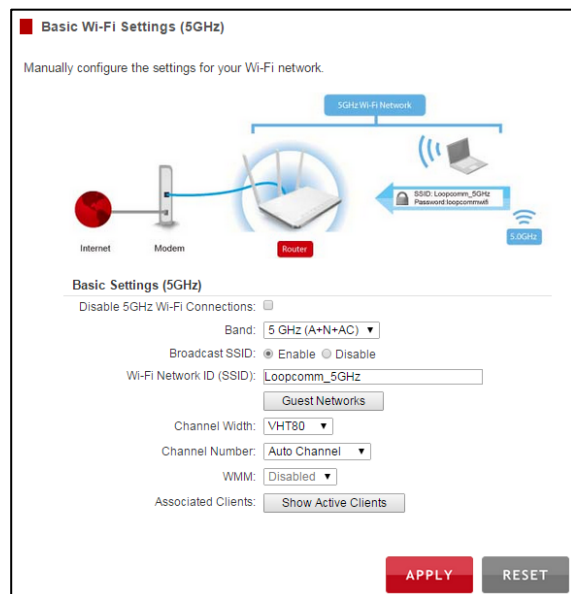 Basic Wi-Fi Settings (5GHz)
Manually configure the settings for your Wi-Fi network.
5GHz Wi-Fi Network
SSID: Loopcomm_5GHz
Password:loopcommwifi
5.0GHz
Internet
Modem
Router
Basic Settings (5GHz)
Disable 5GHz Wi-Fi Connections:
Band: 5 GHz (A+N+AC)
Broadcast SSID: Enable Disable
Wi-Fi Network ID (SSID): Loopcomm_5GHz
Guest Networks
Channel Width: VHT80
Channel Number: Auto Channel
WMM: Disabled
Associated Clients: Show Active Clients
APPLY RESET